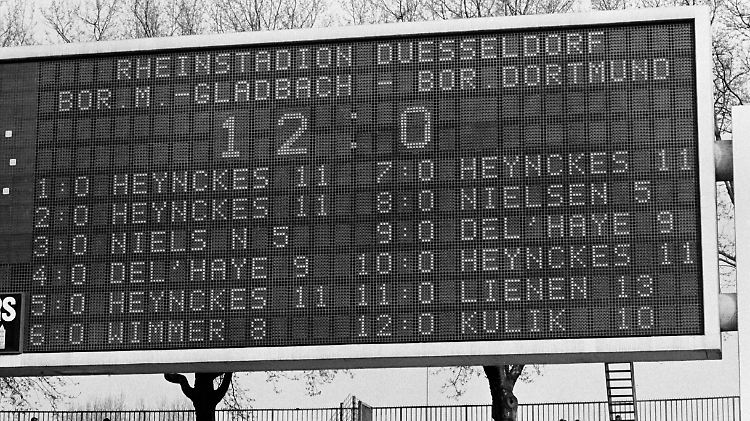 RHEINSTADION DUESSELDORF
BOR.M.-GLADBACH - BOR.DORTMUND
12:0
1:0 HEYNCKES 11
2:0 HEYNCKES 11
3:0 NIELS N 5
4:0 DEL'HAYE 9
5:0 HEYNCKES 11
6:0 WIMMER 8
7:0 HEYNCKES 11
8:0 NIELSEN 5
9:0 DEL'HAYE 9
10:0 HEYNCKES 11
11:0 LIENEN 13
12:0 KULIK 10